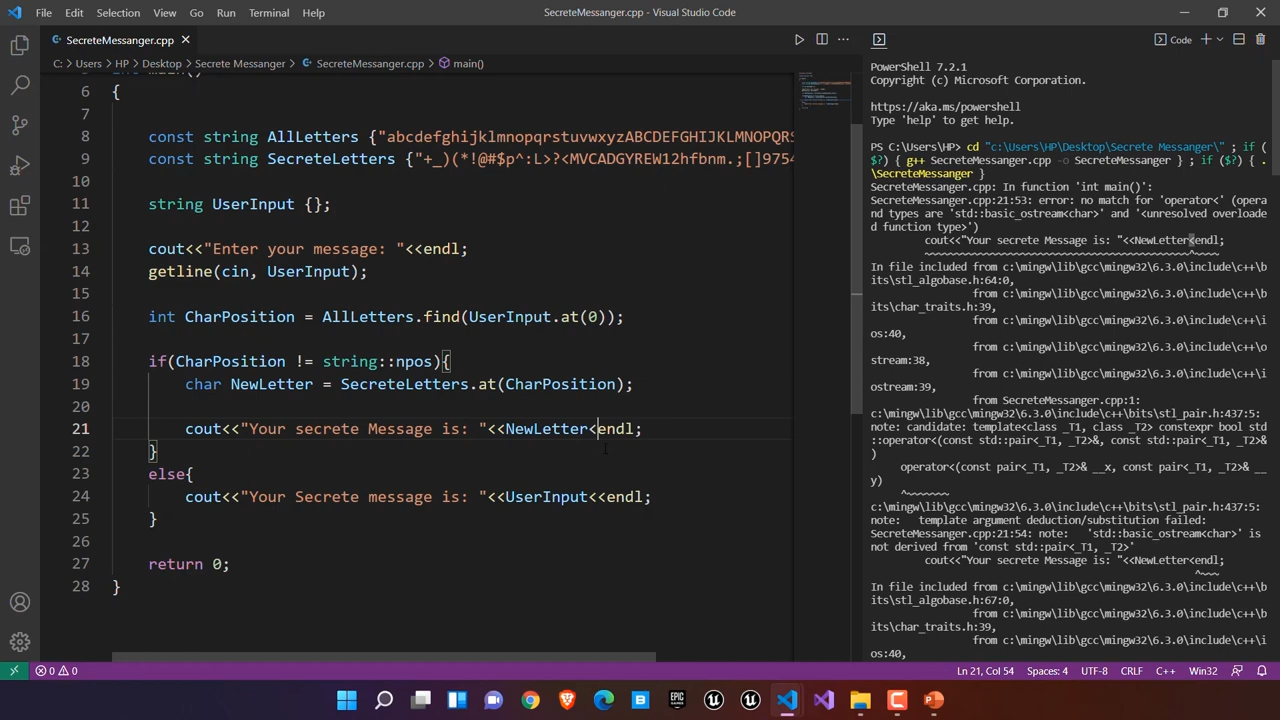 File Edit Selection View Go Run Terminal Help
SecreteMessanger.cpp - Visual Studio Code
SecreteMessanger.cpp
C: > Users > HP > Desktop > Secrete Messanger > SecreteMessanger.cpp > main()
6 {
7
8 const string AllLetters {"abcdefghijklmnopqrstuvwxyzABCDEFGHIJKLMNOPQRS
9 const string SecreteLetters {"+_)(*!@#$p^:L>?<MVCADGYREW12hfbnm.;[]9754
10
11 string UserInput {};
12
13 cout<<"Enter your message: "<<endl;
14 getline(cin, UserInput);
15
16 int CharPosition = AllLetters.find(UserInput.at(0));
17
18 if(CharPosition != string::npos){
19 char NewLetter = SecreteLetters.at(CharPosition);
20
21 cout<<"Your secrete Message is: "<<NewLetter<endl;
22 }
23 else{
24 cout<<"Your Secrete message is: "<<UserInput<<endl;
25 }
26
27 return 0;
28 }
Code
PowerShell 7.2.1
Copyright (c) Microsoft Corporation.
https://aka.ms/powershell
Type 'help' to get help.
PS C:\Users\HP> cd "c:\Users\HP\Desktop\Secrete Messanger\" ; if (
$?) { g++ SecreteMessanger.cpp -o SecreteMessanger } ; if ($?) { .
\SecreteMessanger }
SecreteMessanger.cpp: In function 'int main()':
SecreteMessanger.cpp:21:53: error: no match for 'operator<' (oper
and types are 'std::basic_ostream<char>' and '<unresolved overloade
d function type>')
cout<<"Your secrete Message is: "<<NewLetter<endl;
~~~~~~~~~~~~~~~~~~~~~~~~~~~~~~~~~~~~~~~~~~~~^~~~~
In file included from c:\mingw\lib\gcc\mingw32\6.3.0\include\c++\b
its\stl_algobase.h:64:0,
from c:\mingw\lib\gcc\mingw32\6.3.0\include\c++\b
its\char_traits.h:39,
from c:\mingw\lib\gcc\mingw32\6.3.0\include\c++\i
os:40,
from c:\mingw\lib\gcc\mingw32\6.3.0\include\c++\o
stream:38,
from c:\mingw\lib\gcc\mingw32\6.3.0\include\c++\i
ostream:39,
from SecreteMessanger.cpp:1:
c:\mingw\lib\gcc\mingw32\6.3.0\include\c++\bits\stl_pair.h:437:5:
note: candidate: template<class _T1, class _T2> constexpr bool std
::operator<(const std::pair<_T1, _T2>&, const std::pair<_T1, _T2>&
)
operator<(const pair<_T1, _T2>& __x, const pair<_T1, _T2>& __
y)
^~~~~~~~
c:\mingw\lib\gcc\mingw32\6.3.0\include\c++\bits\stl_pair.h:437:5:
note: template argument deduction/substitution failed:
SecreteMessanger.cpp:21:54: note: 'std::basic_ostream<char>' is
not derived from 'const std::pair<_T1, _T2>'
cout<<"Your secrete Message is: "<<NewLetter<endl;
^~~~
In file included from c:\mingw\lib\gcc\mingw32\6.3.0\include\c++\b
its\stl_algobase.h:67:0,
from c:\mingw\lib\gcc\mingw32\6.3.0\include\c++\b
its\char_traits.h:39,
from c:\mingw\lib\gcc\mingw32\6.3.0\include\c++\i
os:40,
0 0
Ln 21, Col 54 Spaces: 4 UTF-8 CRLF C++ Win32